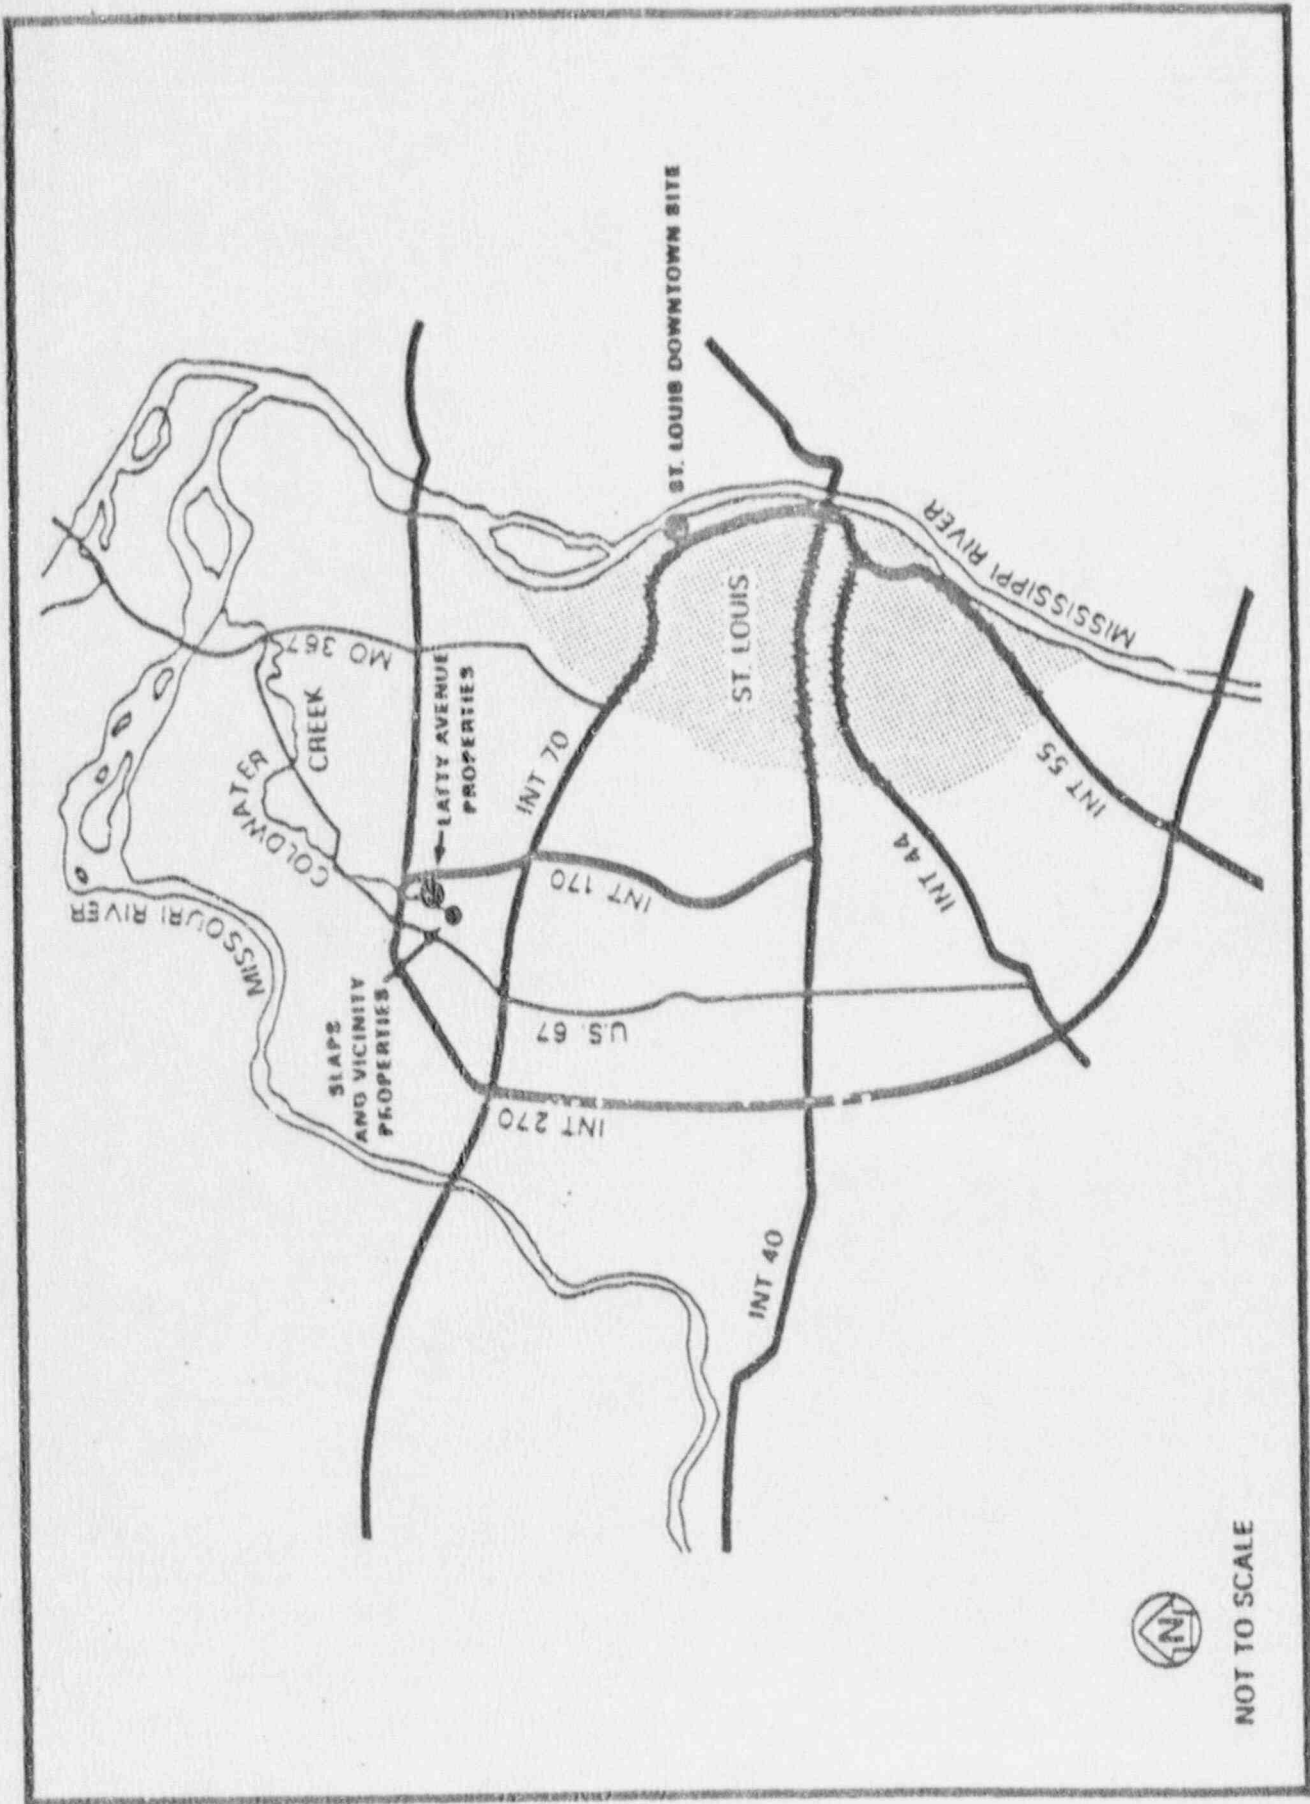 ST. LOUIS DOWNTOWN SITE
MISSISSIPPI RIVER
ST. LOUIS
MO 367
LATTY AVENUE
PROPERTIES
COLDWATER
CREEK
INT 70
INT 55
INT 170
INT 44
MISSOURI RIVER
SLAPS
AND VICINITY
PROPERTIES
U.S. 67
INT 270
INT 40
N
NOT TO SCALE